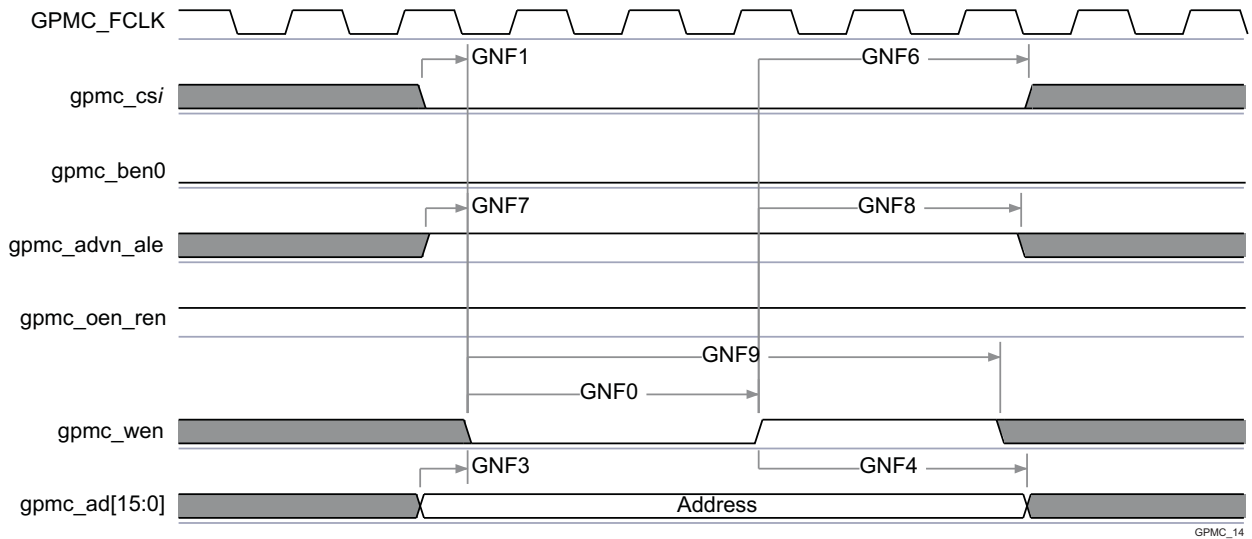 GPMC_FCLK
GNF1
GNF6
gpmc_csi
gpmc_ben0
GNF7
GNF8
gpmc_advn_ale
gpmc_oen_ren
GNF9
GNF0
gpmc_wen
GNF3
GNF4
gpmc_ad[15:0]
Address
GPMC_14